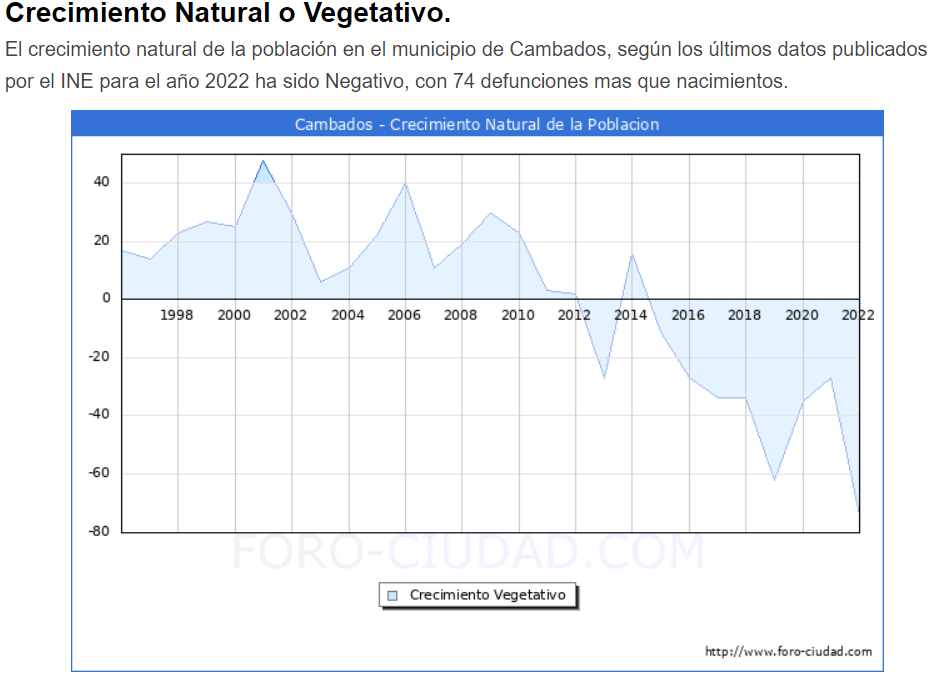 Crecimiento Natural o Vegetativo.
El crecimiento natural de la población en el municipio de Cambados, según los últimos datos publicados
por el INE para el año 2022 ha sido Negativo, con 74 defunciones mas que nacimientos.
Cambados - Crecimiento Natural de la Poblacion
40
20
0
1998 2000 2002 2004 2006 2008 2010 2012 2014 2016 2018 2020 2022
-20
-40
-60
-80
FORO-CIUDAD.COM
Crecimiento Vegetativo
http://www.foro-ciudad.com